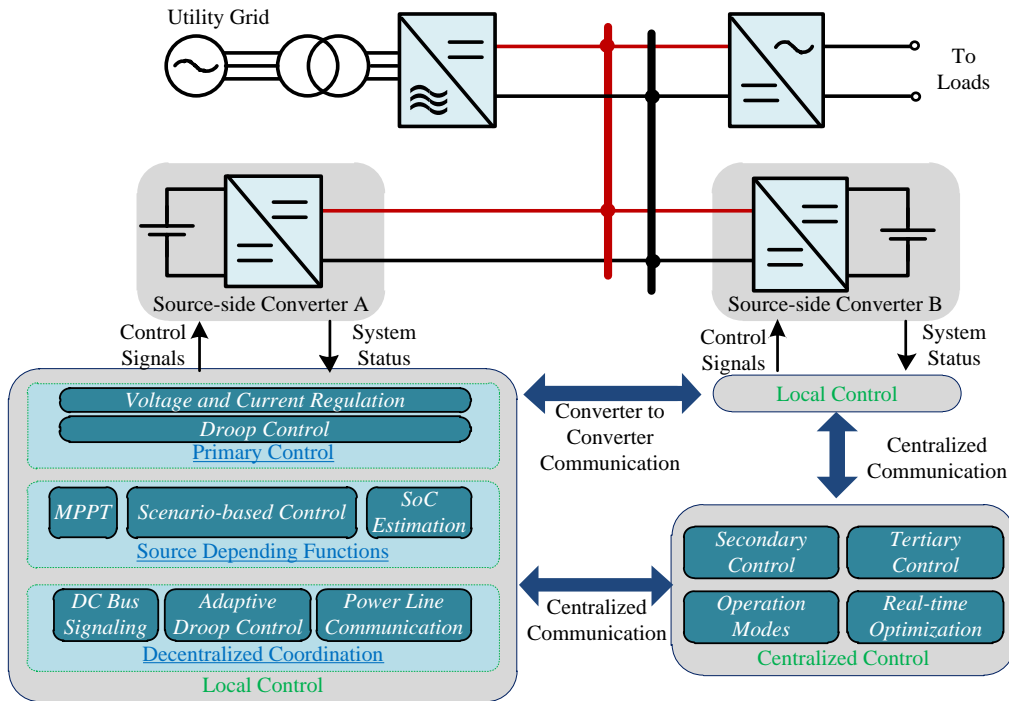 Utility Grid
To
Loads
Source-side Converter A
Source-side Converter B
Control
Signals
System
Status
Control
Signals
System
Status
Voltage and Current Regulation
Droop Control
Primary Control
MPPT
Scenario-based Control
SoC
Estimation
Source Depending Functions
DC Bus
Signaling
Adaptive
Droop Control
Power Line
Communication
Decentralized Coordination
Local Control
Converter to
Converter
Communication
Local Control
Centralized
Communication
Centralized
Communication
Secondary
Control
Tertiary
Control
Operation
Modes
Real-time
Optimization
Centralized Control